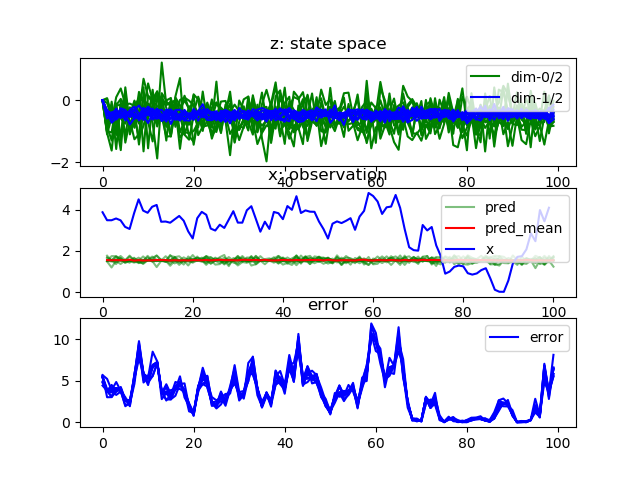 z: state space
0
−2
dim-0/2
dim-1/2
0 20 40 60 80 100
x: observation
4
2
0
pred
pred_mean
x
0 20 40 60 80 100
error
10
5
0
error
0 20 40 60 80 100